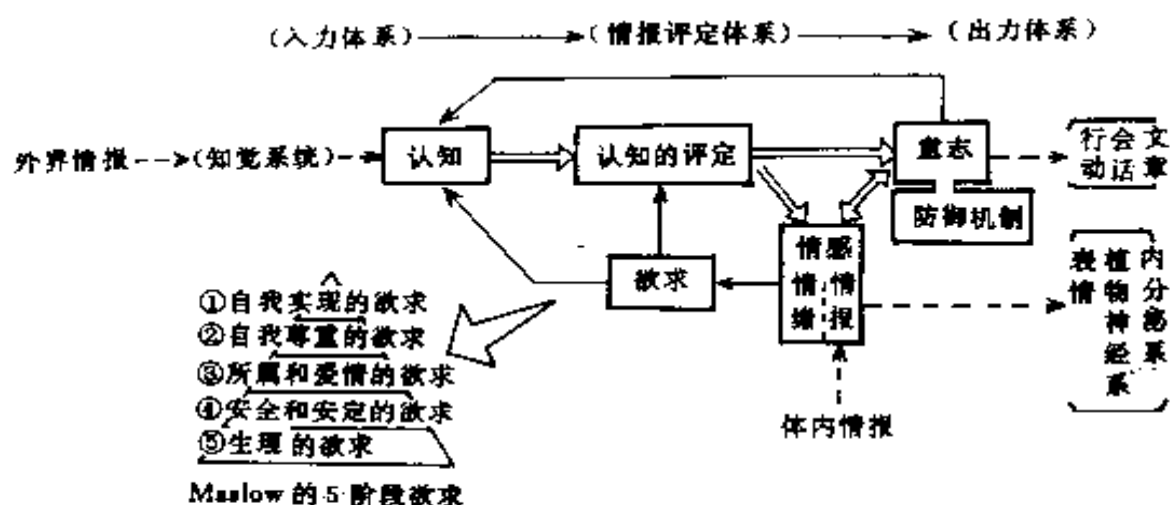 (入力体系)
(情报评定体系)
(出力体系)
外界情报
(知觉系统)
认知
认知的评定
意志
行动
会话
文章
防御机制
情感
情绪
情报
欲求
表情
植物神经系
内分泌系
体内情报
①自我实现的欲求
②自我尊重的欲求
③所属和爱情的欲求
④安全和安定的欲求
⑤生理的欲求
Maslow 的 5 阶段欲求